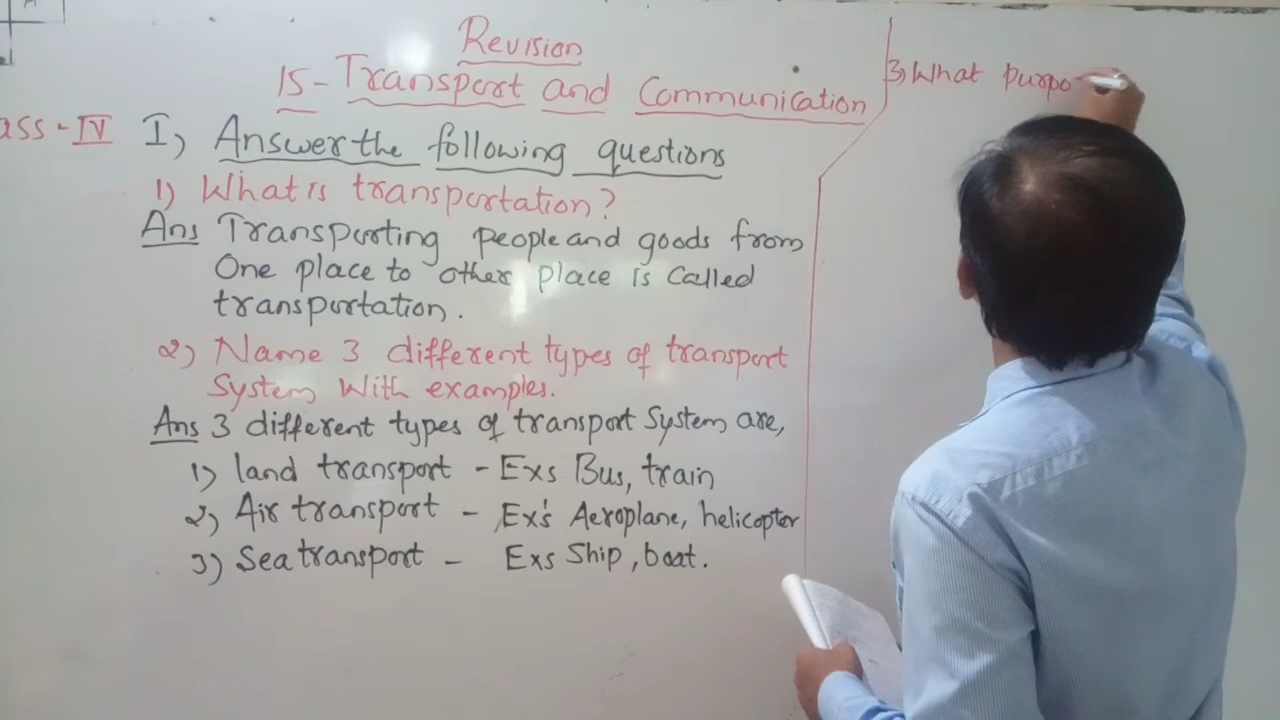 Revision
15-Transport and Communication
ass-IV
I) Answer the following questions
1) What is transportation?
Ans Transporting people and goods from
One place to other place is called
transportation.
2) Name 3 different types of transport
System With examples.
Ans 3 different types of transport System are,
1) land transport - Exs Bus, train
2) Air transport - Ex's Aeroplane, helicopter
3) Sea transport - Exs Ship, boat.
3) What purpo